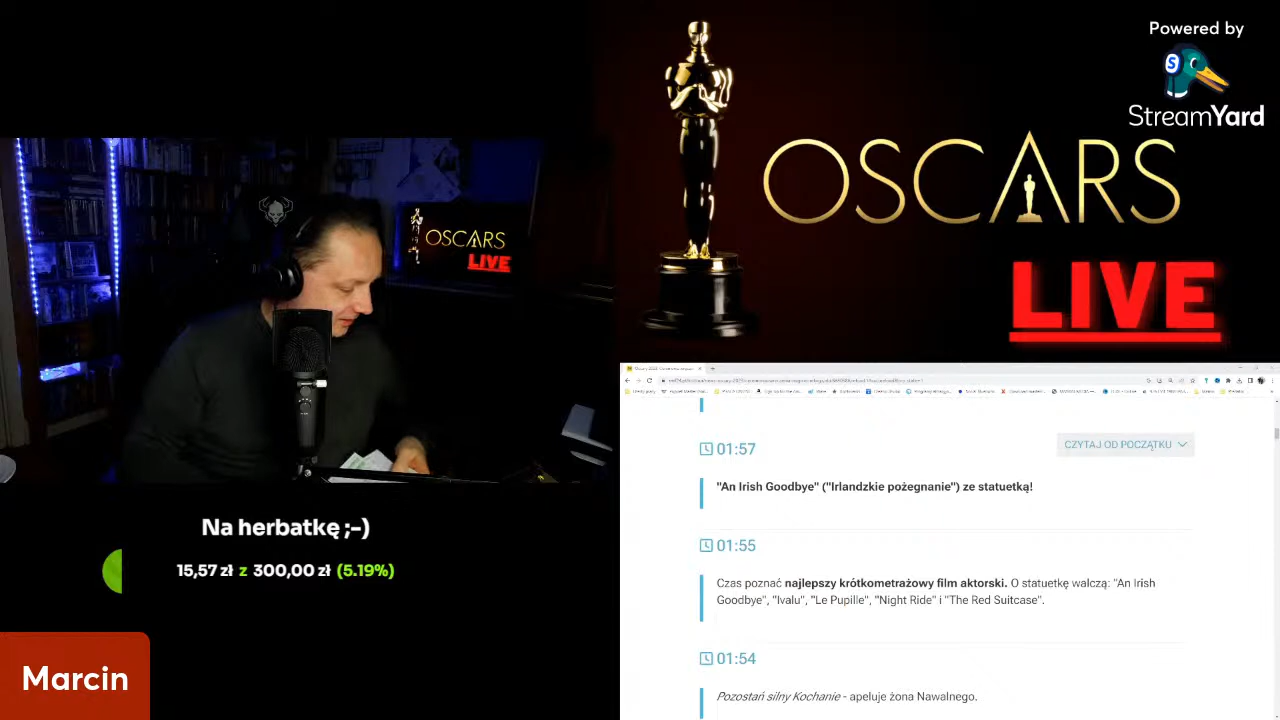 Powered by
StreamYard
OSCARS
LIVE
OSCARS
LIVE
01:57
CZYTAJ OD POCZĄTKU
"An Irish Goodbye" ("Irlandzkie pożegnanie") ze statuetką!
01:55
Czas poznać najlepszy krótkometrażowy film aktorski. O statuetkę walczą: "An Irish
Goodbye", "Ivalu", "Le Pupille", "Night Ride" i "The Red Suitcase".
01:54
Pozostań silny Kochanie - apeluje żona Nawalnego.
Na herbatkę ;-)
15,57 zł z 300,00 zł (5.19%)
Marcin